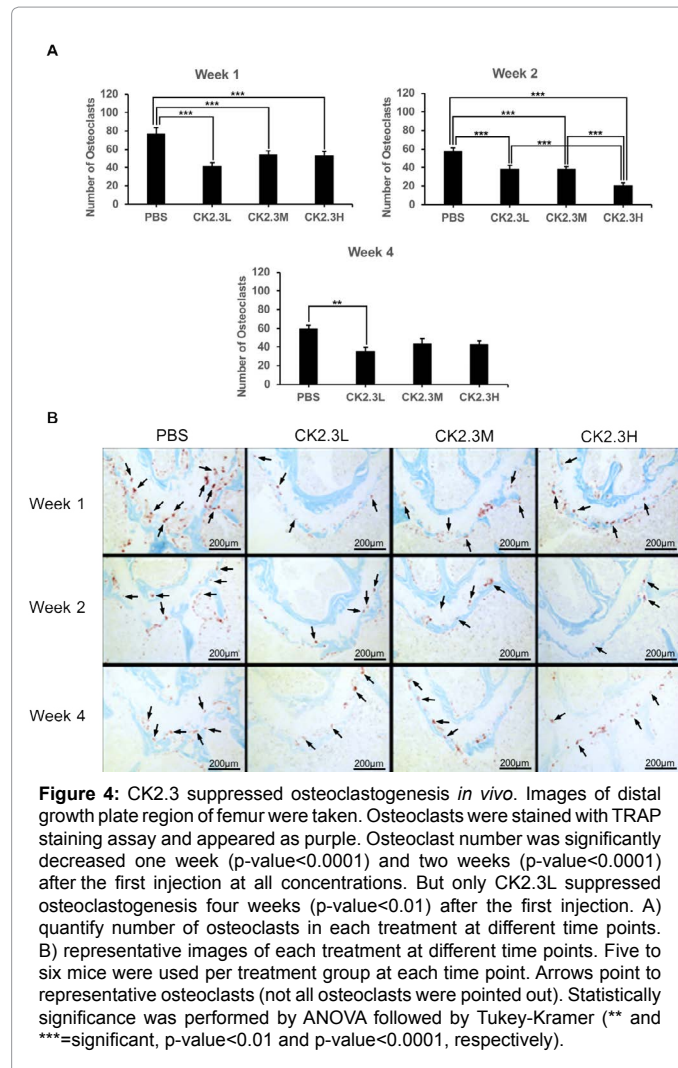 A
Week 1
Number of Osteoclasts
120
100
80
60
40
20
0
***
***
***
PBS CK2.3L CK2.3M CK2.3H
Week 2
Number of Osteoclasts
120
100
80
60
40
20
0
***
***
***
***
***
PBS CK2.3L CK2.3M CK2.3H
Week 4
Number of Osteoclasts
120
100
80
60
40
20
0
**
PBS CK2.3L CK2.3M CK2.3H
B
PBS CK2.3L CK2.3M CK2.3H
Week 1
200µm 200µm 200µm 200µm
Week 2
200µm 200µm 200µm 200µm
Week 4
200µm 200µm 200µm 200µm
Figure 4: CK2.3 suppressed osteoclastogenesis in vivo. Images of distal
growth plate region of femur were taken. Osteoclasts were stained with TRAP
staining assay and appeared as purple. Osteoclast number was significantly
decreased one week (p-value<0.0001) and two weeks (p-value<0.0001)
after the first injection at all concentrations. But only CK2.3L suppressed
osteoclastogenesis four weeks (p-value<0.01) after the first injection. A)
quantify number of osteoclasts in each treatment at different time points.
B) representative images of each treatment at different time points. Five to
six mice were used per treatment group at each time point. Arrows point to
representative osteoclasts (not all osteoclasts were pointed out). Statistically
significance was performed by ANOVA followed by Tukey-Kramer (** and
***=significant, p-value<0.01 and p-value<0.0001, respectively).